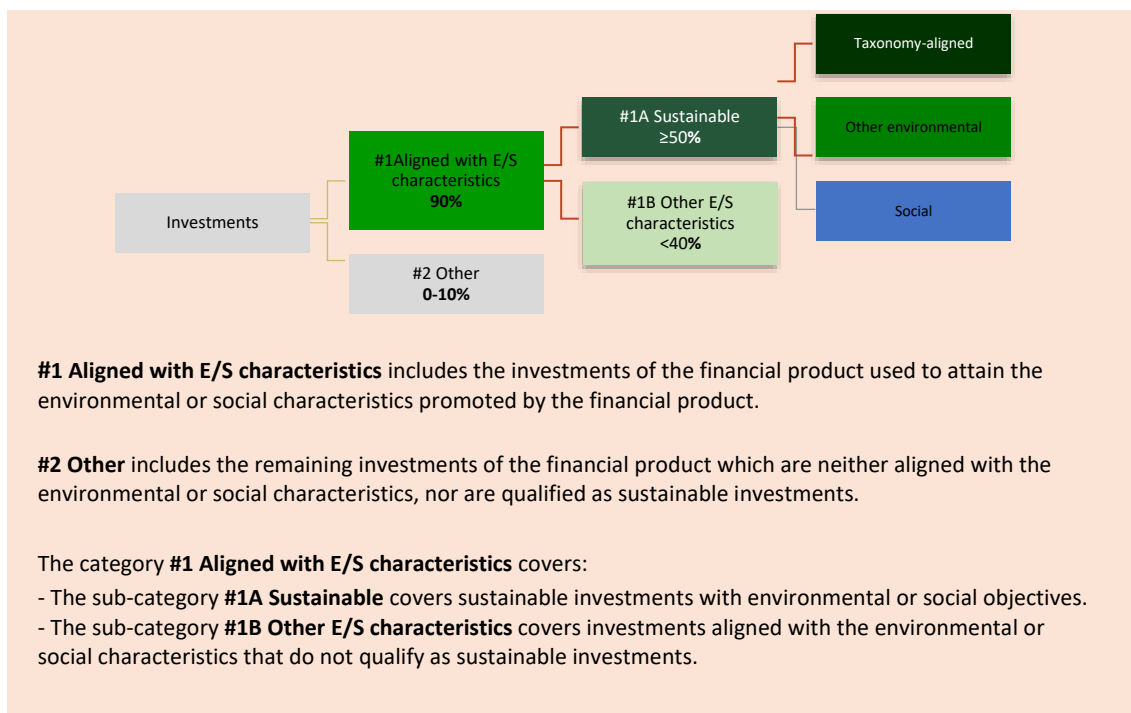 Taxonomy-aligned
#1A Sustainable
≥50%
Other environmental
#1Aligned with E/S
characteristics
90%
#1B Other E/S
characteristics
<40%
Social
Investments
#2 Other
0-10%
#1 Aligned with E/S characteristics includes the investments of the financial product used to attain the
environmental or social characteristics promoted by the financial product.
#2 Other includes the remaining investments of the financial product which are neither aligned with the
environmental or social characteristics, nor are qualified as sustainable investments.
The category #1 Aligned with E/S characteristics covers:
- The sub-category #1A Sustainable covers sustainable investments with environmental or social objectives.
- The sub-category #1B Other E/S characteristics covers investments aligned with the environmental or
social characteristics that do not qualify as sustainable investments.